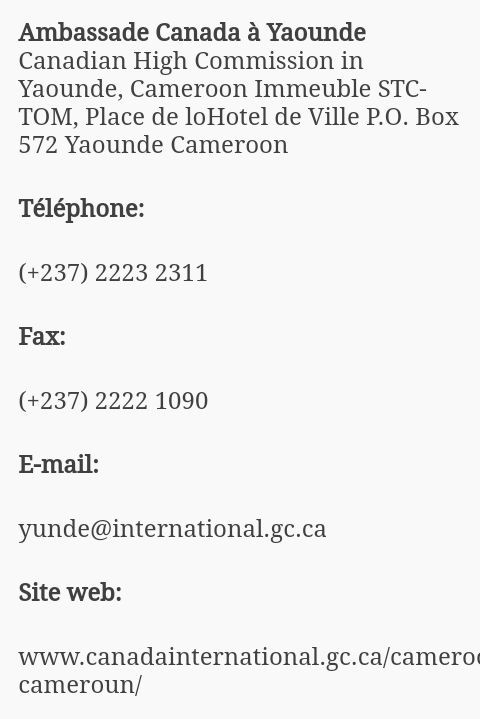 Ambassade Canada à Yaounde
Canadian High Commission in
Yaounde, Cameroon Immeuble STC-
TOM, Place de loHotel de Ville P.O. Box
572 Yaounde Cameroon
Téléphone:
(+237) 2223 2311
Fax:
(+237) 2222 1090
E-mail:
yunde@international.gc.ca
Site web:
www.canadainternational.gc.ca/cameroo
cameroun/